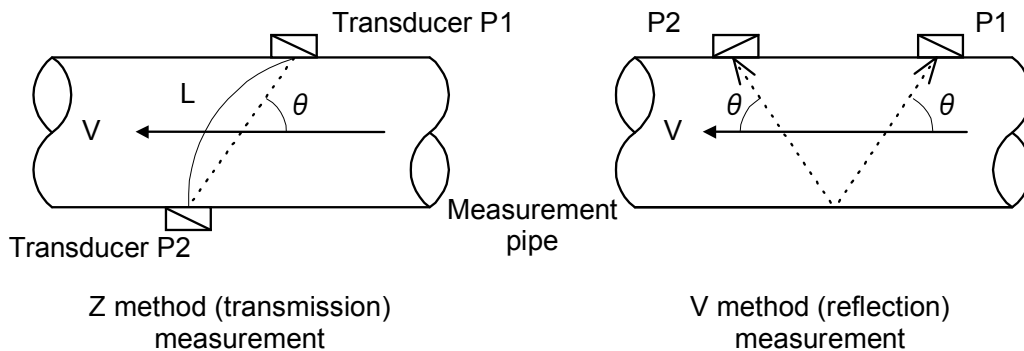 Transducer P1
L
θ
V
Transducer P2
Z method (transmission)
measurement
Measurement
pipe
P2
P1
θ
θ
V
V method (reflection)
measurement